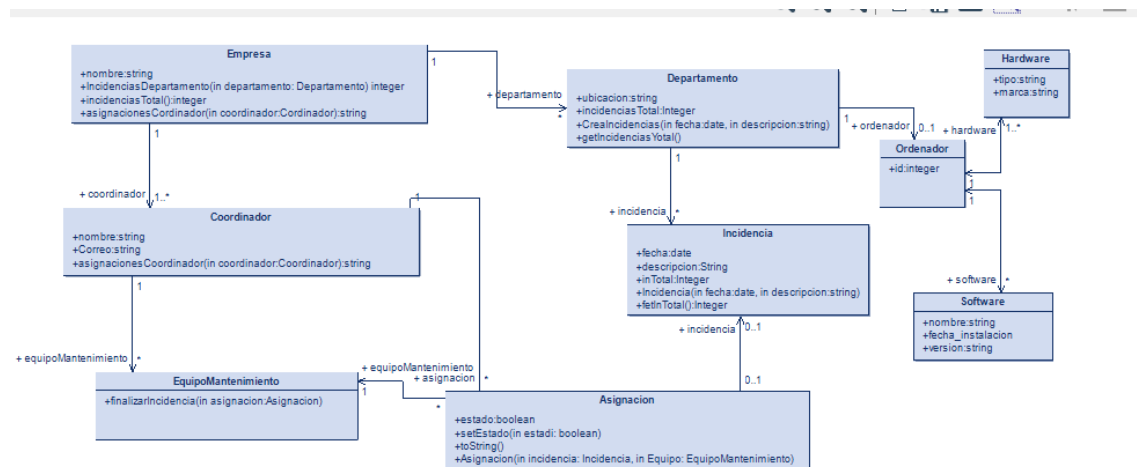 Empresa
+nombre:string
+IncidenciasDepartamento(in departamento: Departamento) integer
+incidenciasTotal():integer
+asignacionesCordinador(in coordinador:Cordinador):string
1
+ departamento
*
Departamento
+ubicacion:string
+incidenciasTotal:Integer
+CreaIncidencias(in fecha:date, in descripcion:string)
+getIncidenciasYotal()
1
+ ordenador
0..1
Hardware
+tipo:string
+marca:string
+ hardware
1..*
Ordenador
+id:integer
1
1
1
+ coordinador
1..*
Coordinador
+nombre:string
+Correo:string
+asignacionesCoordinador(in coordinador:Coordinador):string
1
1
+ incidencia
*
Incidencia
+fecha:date
+descripcion:String
+inTotal:Integer
+Incidencia(in fecha:date, in descripcion:string)
+fetInTotal():Integer
+ incidencia
0..1
+ software
*
Software
+nombre:string
+fecha_instalacion
+version:string
1
+ equipoMantenimiento
*
EquipoMantenimiento
+finalizarIncidencia(in asignacion:Asignacion)
+ equipoMantenimiento
+ asignacion
*
1
*
0..1
Asignacion
+estado:boolean
+setEstado(in estadi: boolean)
+toString()
+Asignacion(in incidencia: Incidencia, in Equipo: EquipoMantenimiento)